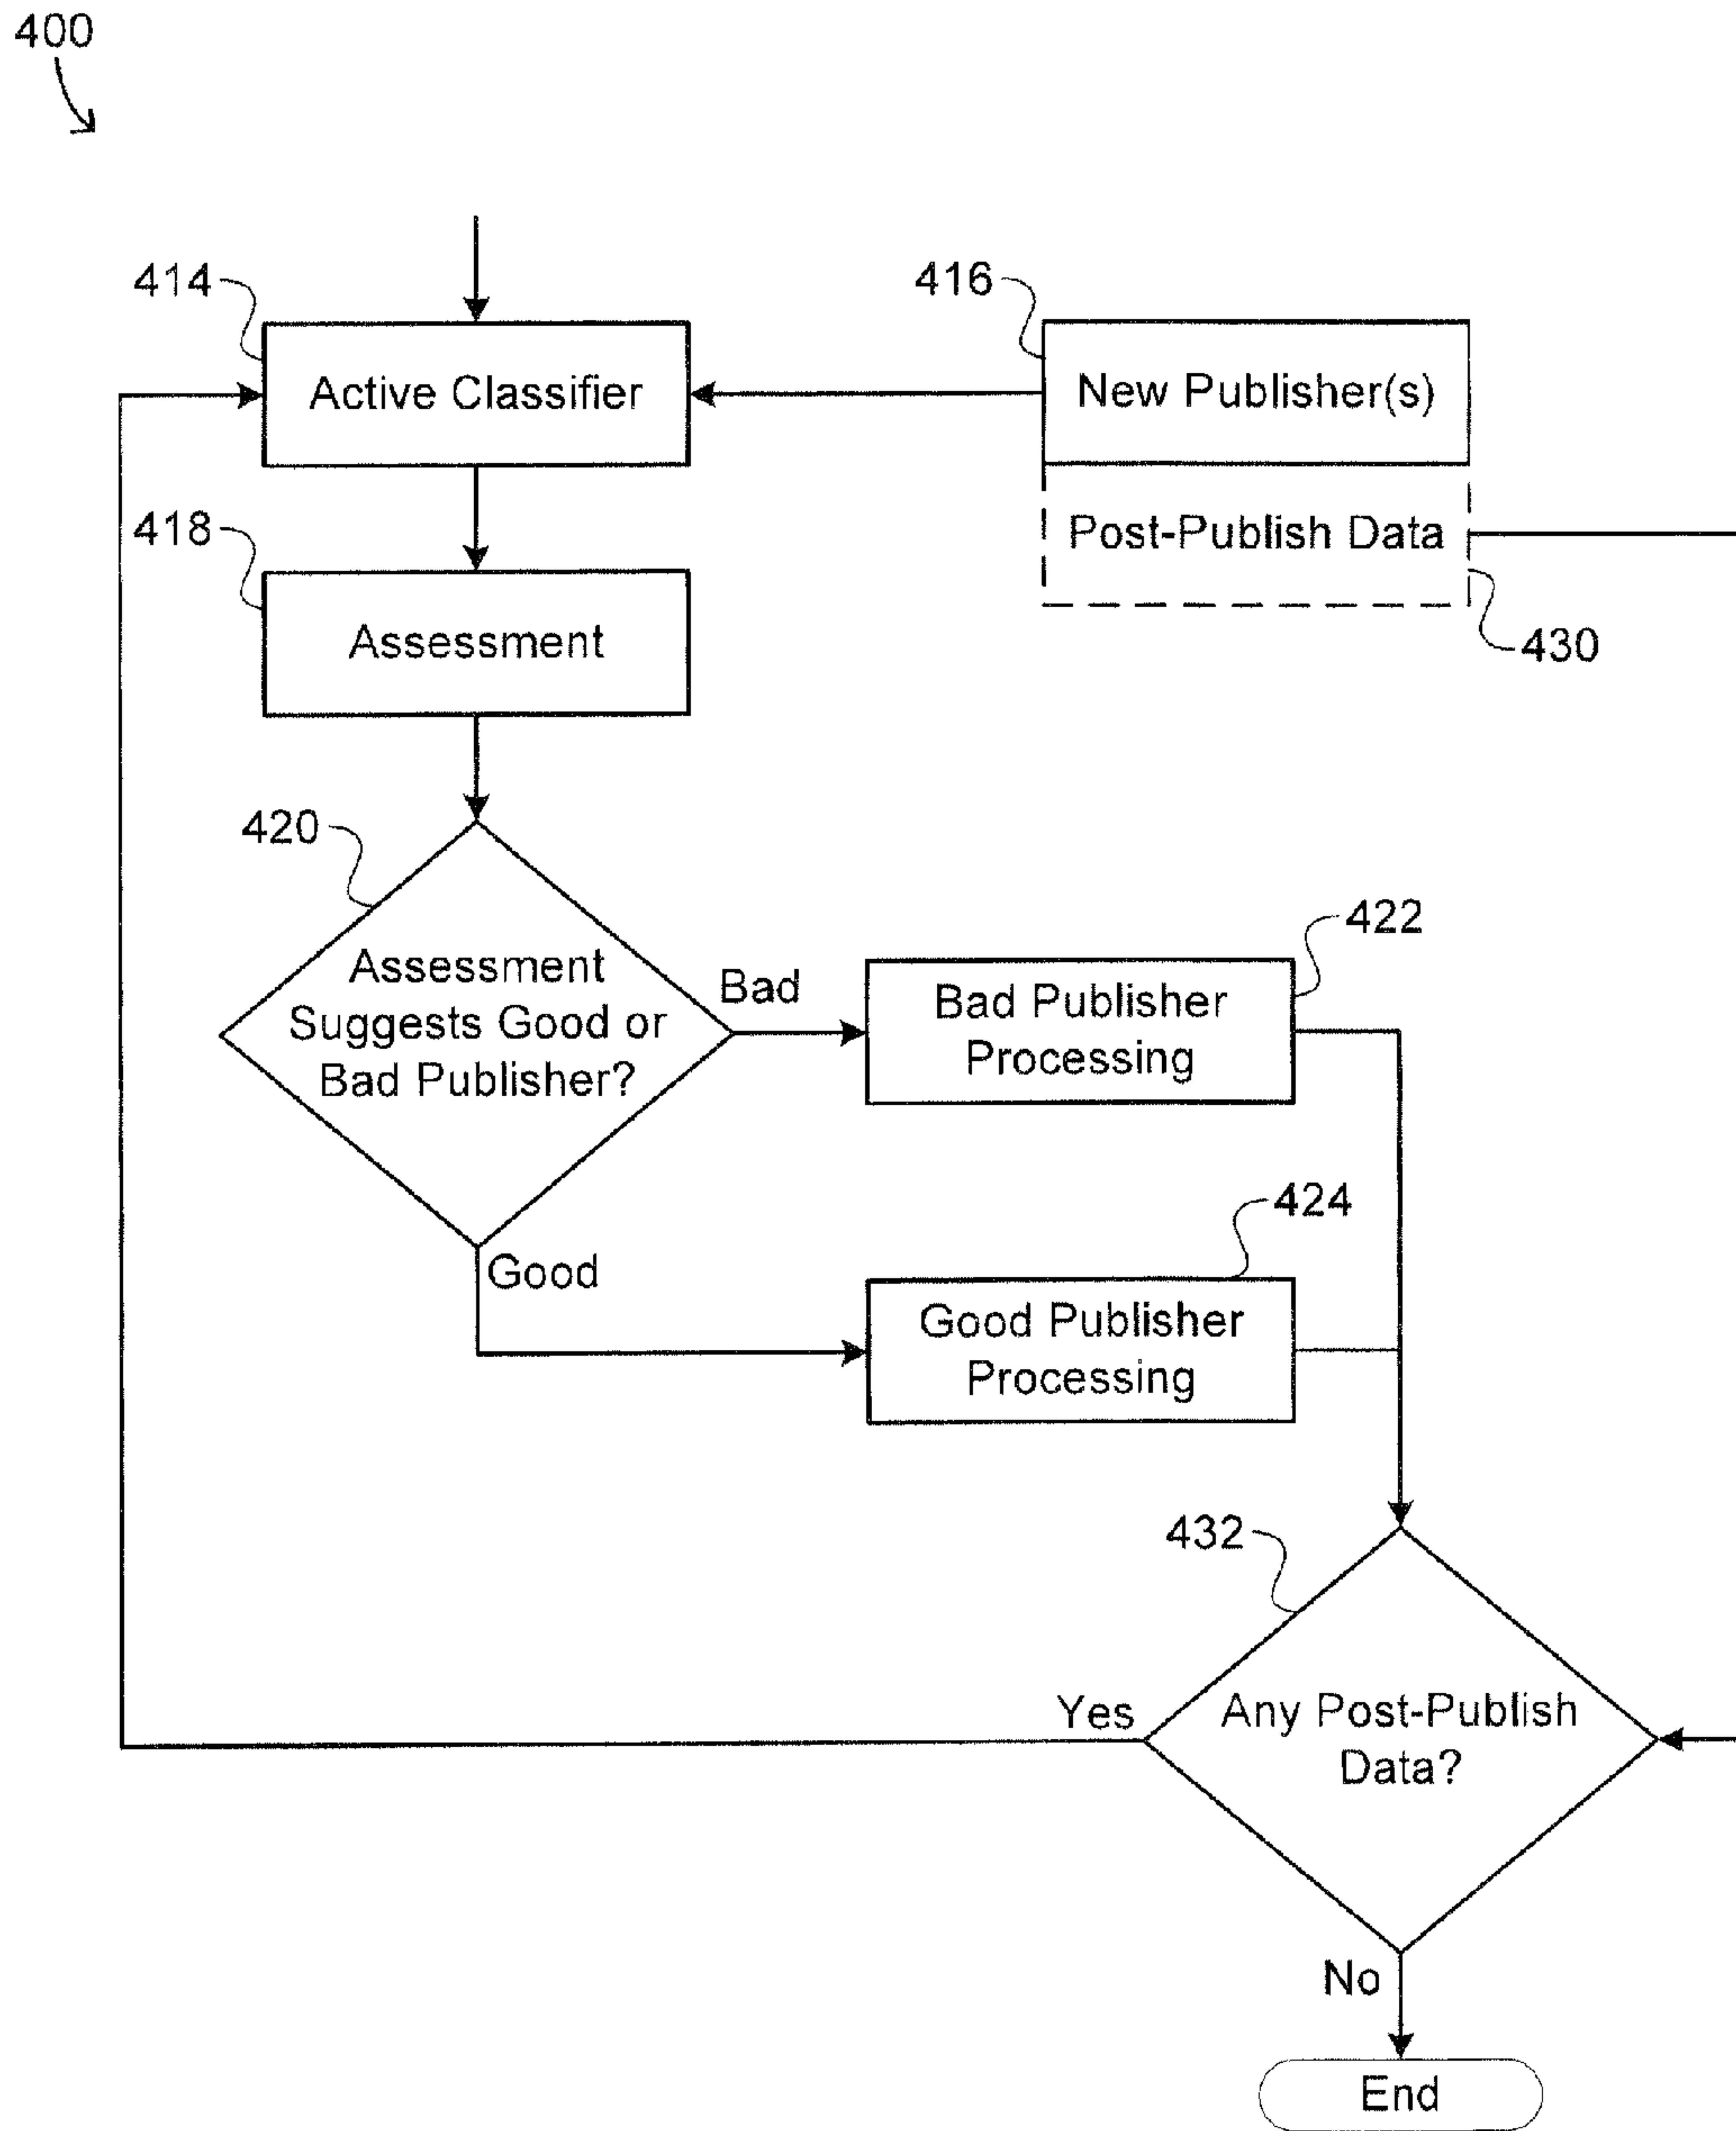 400
414
Active Classifier
416
New Publisher(s)
Post-Publish Data
430
418
Assessment
420
Assessment
Suggests Good or
Bad Publisher?
Bad
422
Bad Publisher
Processing
Good
424
Good Publisher
Processing
432
Any Post-Publish
Data?
Yes
No
End